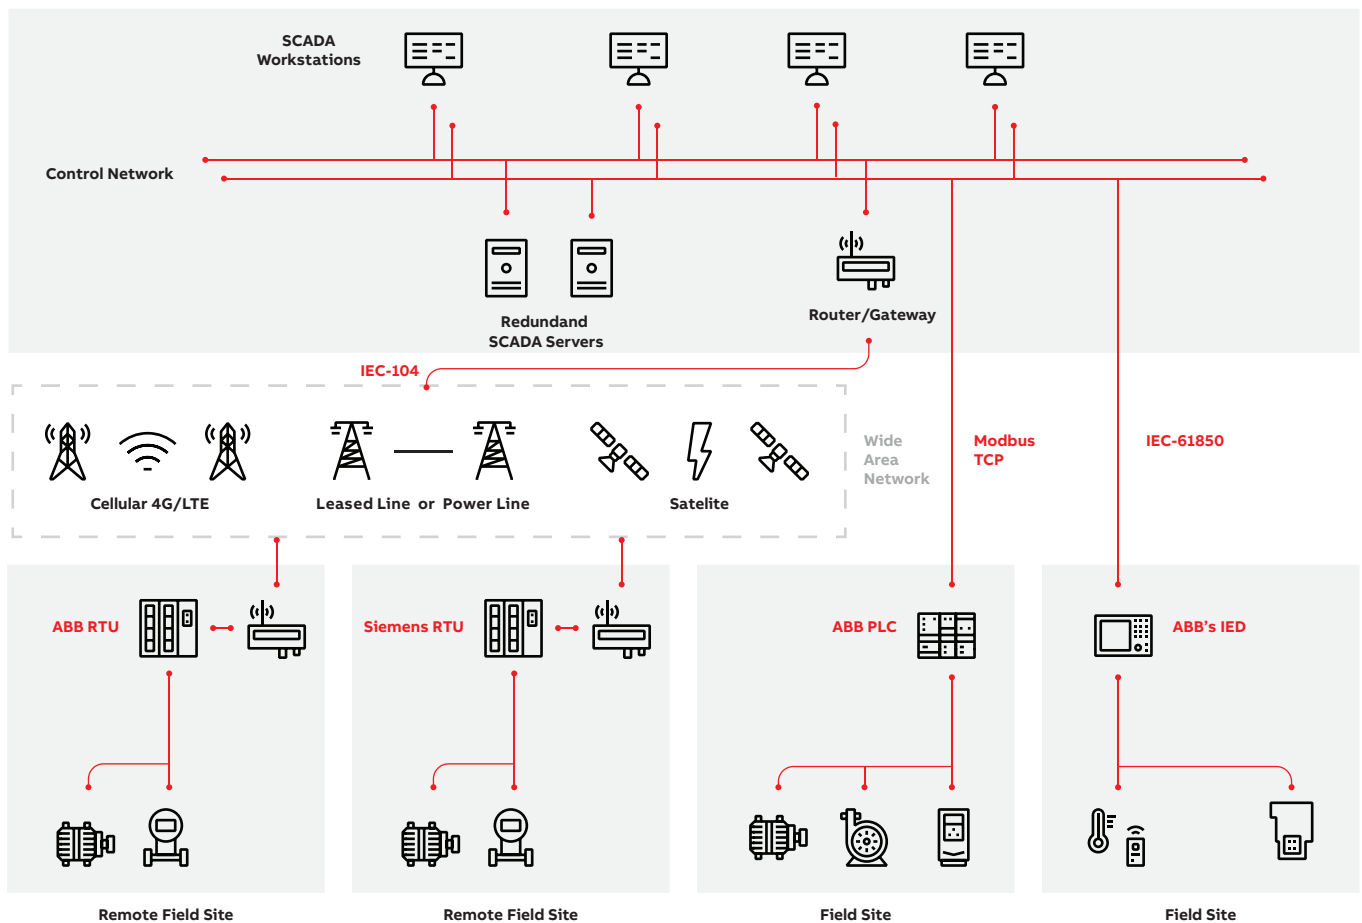 SCADA
Workstations
Control Network
Redundand
SCADA Servers
Router/Gateway
IEC-104
Cellular 4G/LTE
Leased Line or Power Line
Satelite
Wide
Area
Network
Modbus
TCP
IEC-61850
ABB RTU
Siemens RTU
ABB PLC
ABB's IED
Remote Field Site
Remote Field Site
Field Site
Field Site